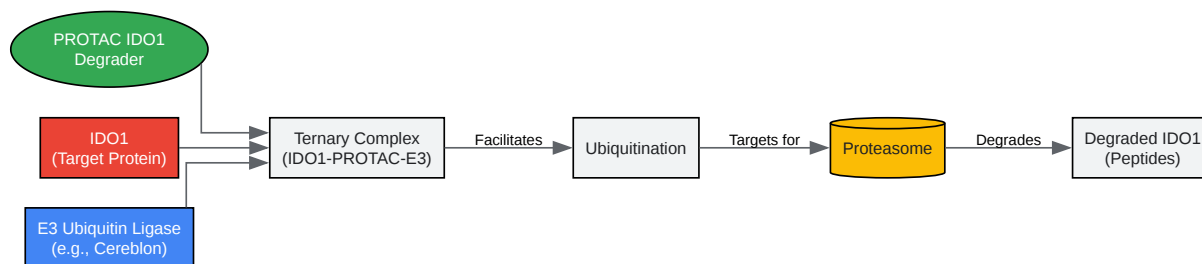 PROTAC IDO1
Degrader
IDO1
(Target Protein)
E3 Ubiquitin Ligase
(e.g., Cereblon)
Ternary Complex
(IDO1-PROTAC-E3)
Facilitates
Ubiquitination
Targets for
Proteasome
Degrades
Degraded IDO1
(Peptides)